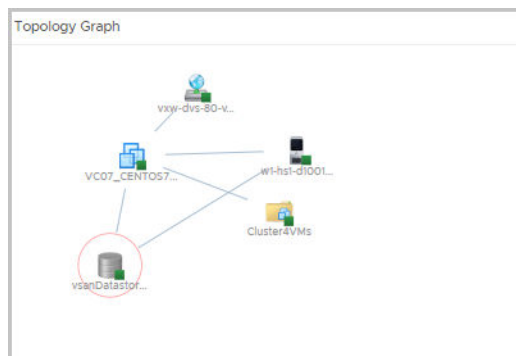 Topology Graph
vxw-dvs-80-v...
VC07_CENTOS7...
w1-hs1-d1001...
Cluster4VMs
vsanDatastor...